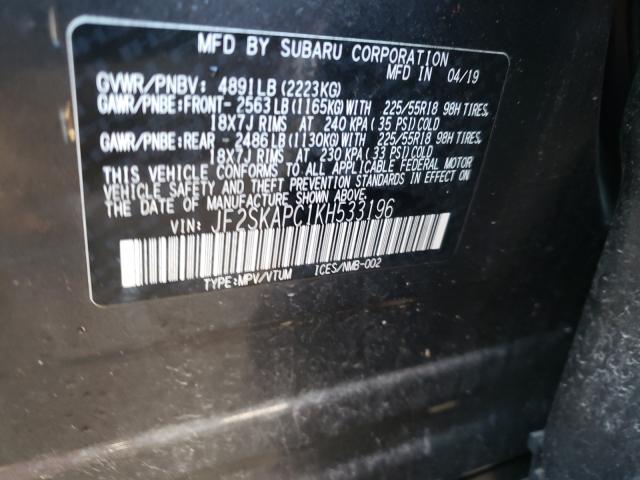 MFD BY SUBARU CORPORATION
MFD IN 04/19
GVWR/PNBV: 4891LB(2223KG)
GAWR/PNBE:FRONT- 2563LB(1165KG)WITH 225/55R18 98H TIRES,
18X7J RIMS AT 240 KPA(35 PSI)COLD
GAWR/PNBE:REAR - 2486LB(1130KG)WITH 225/55R18 98H TIRES,
18X7J RIMS AT 230 KPA(33 PSI)COLD
THIS VEHICLE CONFORMS TO ALL APPLICABLE FEDERAL MOTOR
VEHICLE SAFETY AND THEFT PREVENTION STANDARDS IN EFFECT ON
THE DATE OF MANUFACTURE SHOWN ABOVE.
VIN: JF2SKAPC1KH533196
TYPE:MPV/VTUM ICES/NMB-002